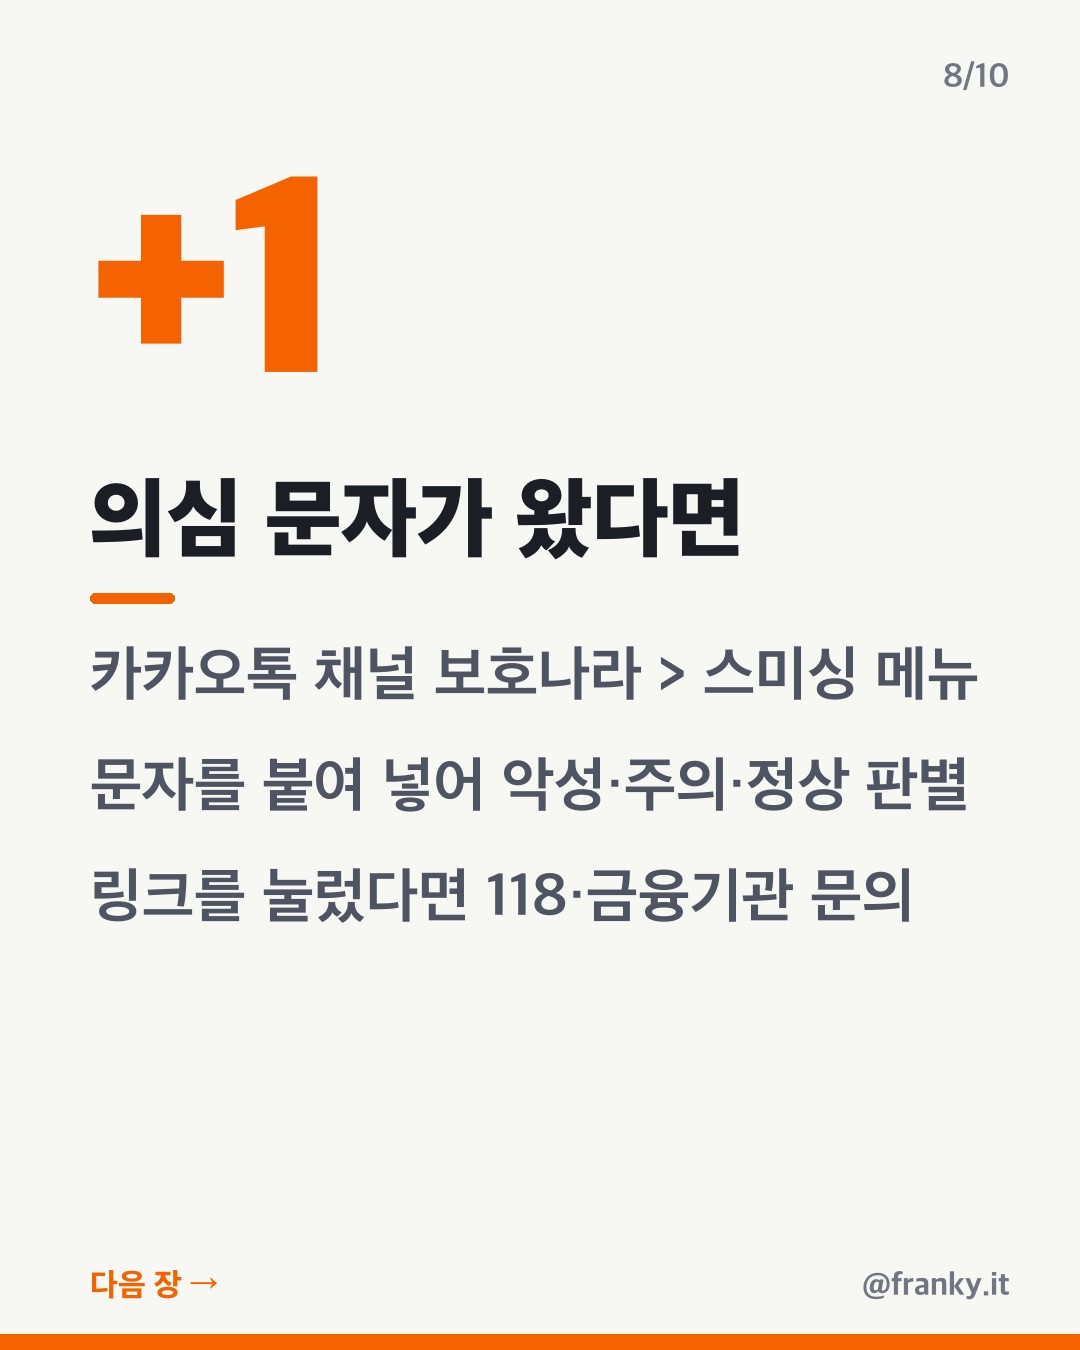 8/10
+1
의심 문자가 왔다면
카카오톡 채널 보호나라 > 스미싱 메뉴
문자를 붙여 넣어 악성·주의·정상 판별
링크를 눌렀다면 118·금융기관 문의
다음 장 →
@franky.it